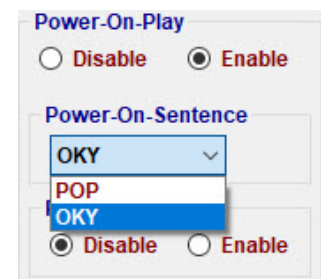 Power-On-Play
Disable Enable
Power-On-Sentence
OKY
POP
OKY
Disable Enable